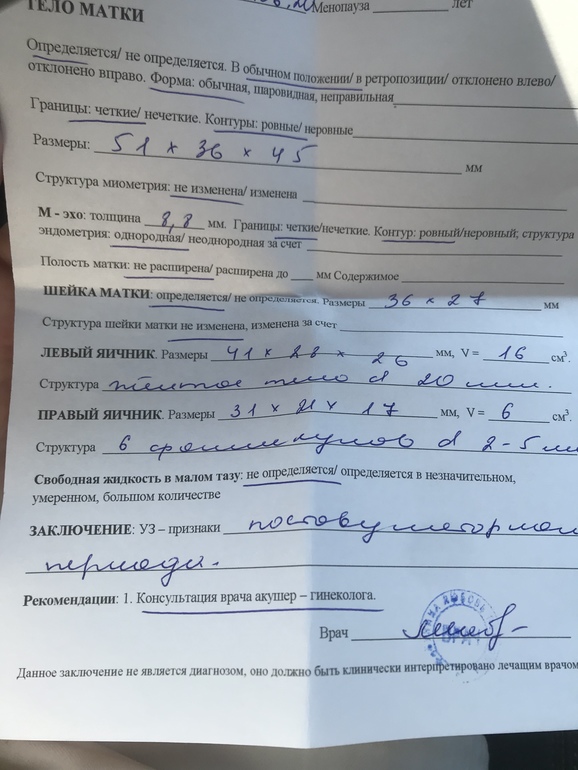 ТЕЛО МАТКИ
Менопауза ________ лет
Определяется/ не определяется. В обычном положении/ в ретропозиции/ отклонено влево/
отклонено вправо. Форма: обычная, шаровидная, неправильная
Границы: четкие/ нечеткие. Контуры: ровные/ неровные
Размеры: 51 х 36 х 45 мм
Структура миометрия: не изменена/ изменена
М - эхо: толщина 8,8 мм. Границы: четкие/нечеткие. Контур: ровный/неровный; структура
эндометрия: однородная/ неоднородная за счет
Полость матки: не расширена/ расширена до ___ мм Содержимое
ШЕЙКА МАТКИ: определяется/ не определяется. Размеры 36 х 27 мм
Структура шейки матки не изменена, изменена за счет
ЛЕВЫЙ ЯИЧНИК. Размеры 41 х 28 х 26 мм, V = 16 см³.
Структура желтое тело d 20 мм.
ПРАВЫЙ ЯИЧНИК. Размеры 31 х 21 х 17 мм, V = 6 см³.
Структура 6 фолликулов d 2-5 мм
Свободная жидкость в малом тазу: не определяется/ определяется в незначительном,
умеренном, большом количестве
ЗАКЛЮЧЕНИЕ: УЗ – признаки
периода.
Рекомендации: 1. Консультация врача акушер – гинеколога.
Врач
Данное заключение не является диагнозом, оно должно быть клинически интерпретировано лечащим врачом